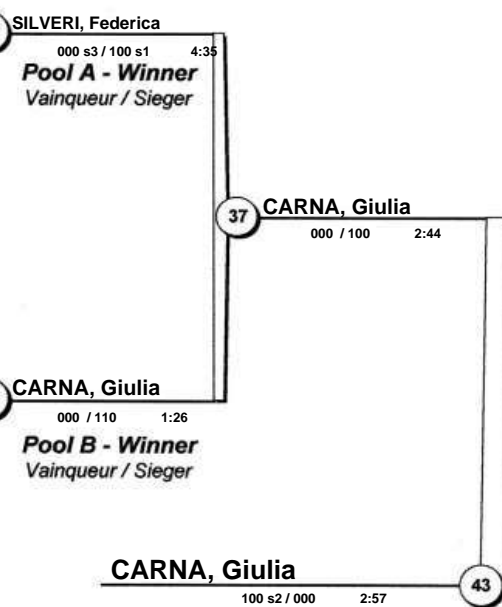 SILVERI, Federica
000 s3 / 100 s1 4:35
Pool A - Winner
Vainqueur / Sieger
37
CARNA, Giulia
000 / 100 2:44
CARNA, Giulia
000 / 110 1:26
Pool B - Winner
Vainqueur / Sieger
CARNA, Giulia
43
100 s2 / 000 2:57